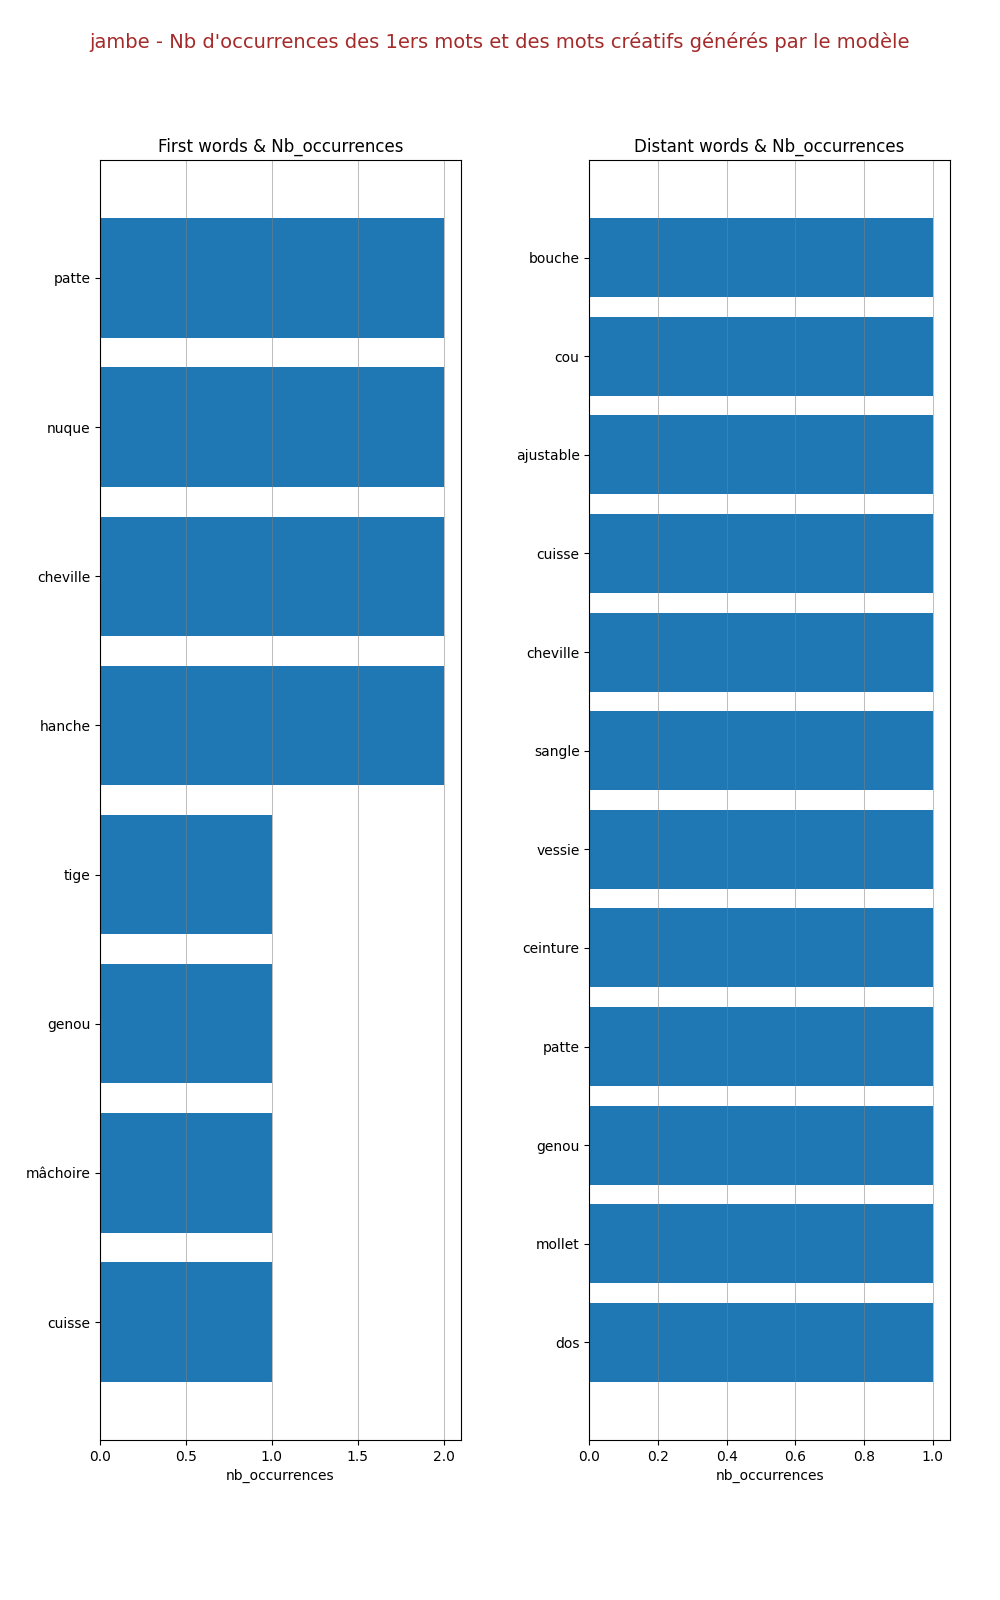 jambe - Nb d'occurrences des 1ers mots et des mots créatifs générés par le modèle
First words & Nb_occurrences
patte
nuque
cheville
hanche
tige
genou
mâchoire
cuisse
0.0 0.5 1.0 1.5 2.0
nb_occurrences
Distant words & Nb_occurrences
bouche
cou
ajustable
cuisse
cheville
sangle
vessie
ceinture
patte
genou
mollet
dos
0.0 0.2 0.4 0.6 0.8 1.0
nb_occurrences